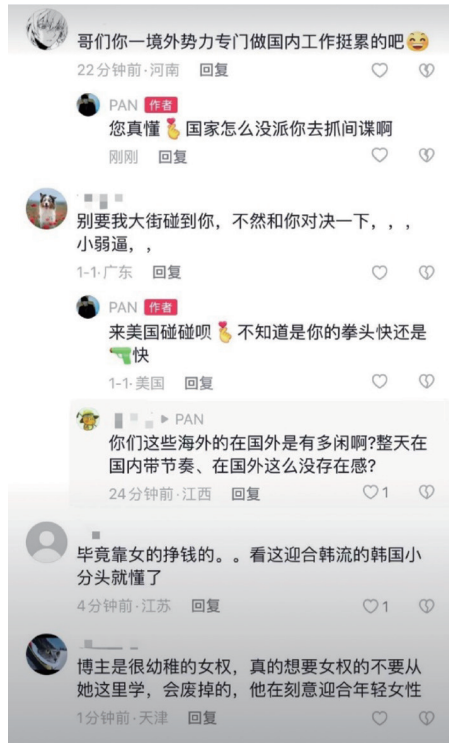 哥们你一境外势力专门做国内工作挺累的吧😂
22分钟前·河南 回复
PAN 作者
您真懂🫰国家怎么没派你去抓间谍啊
刚刚 回复
别要我大街碰到你，不然和你对决一下，，，
小弱逼，，
1-1·广东 回复
PAN 作者
来美国碰碰呗🫰不知道是你的拳头快还是
🔫快
1-1·美国 回复
▶ PAN
你们这些海外的在国外是有多闲啊?整天在
国内带节奏、在国外这么没存在感?
24分钟前·江西 回复 1
毕竟靠女的挣钱的。。看这迎合韩流的韩国小
分头就懂了
4分钟前·江苏 回复 1
博主是很幼稚的女权，真的想要女权的不要从
她这里学，会废掉的，他在刻意迎合年轻女性
1分钟前·天津 回复